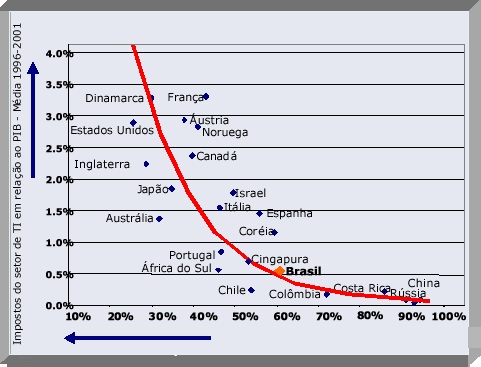 Impostos do setor de TI em relação ao PIB - Média 1996-2001
4.0%
3.5%
Dinamarca
França
3.0%
Áustria
Estados Unidos
Noruega
2.5%
Canadá
Inglaterra
2.0%
Japão
Israel
1.5%
Itália
Espanha
Austrália
Coréia
1.0%
Portugal
Cingapura
África do Sul
Brasil
0.5%
Chile
Colômbia
Costa Rica
China
Rússia
0.0%
10% 20% 30% 40% 50% 60% 70% 80% 90% 100%